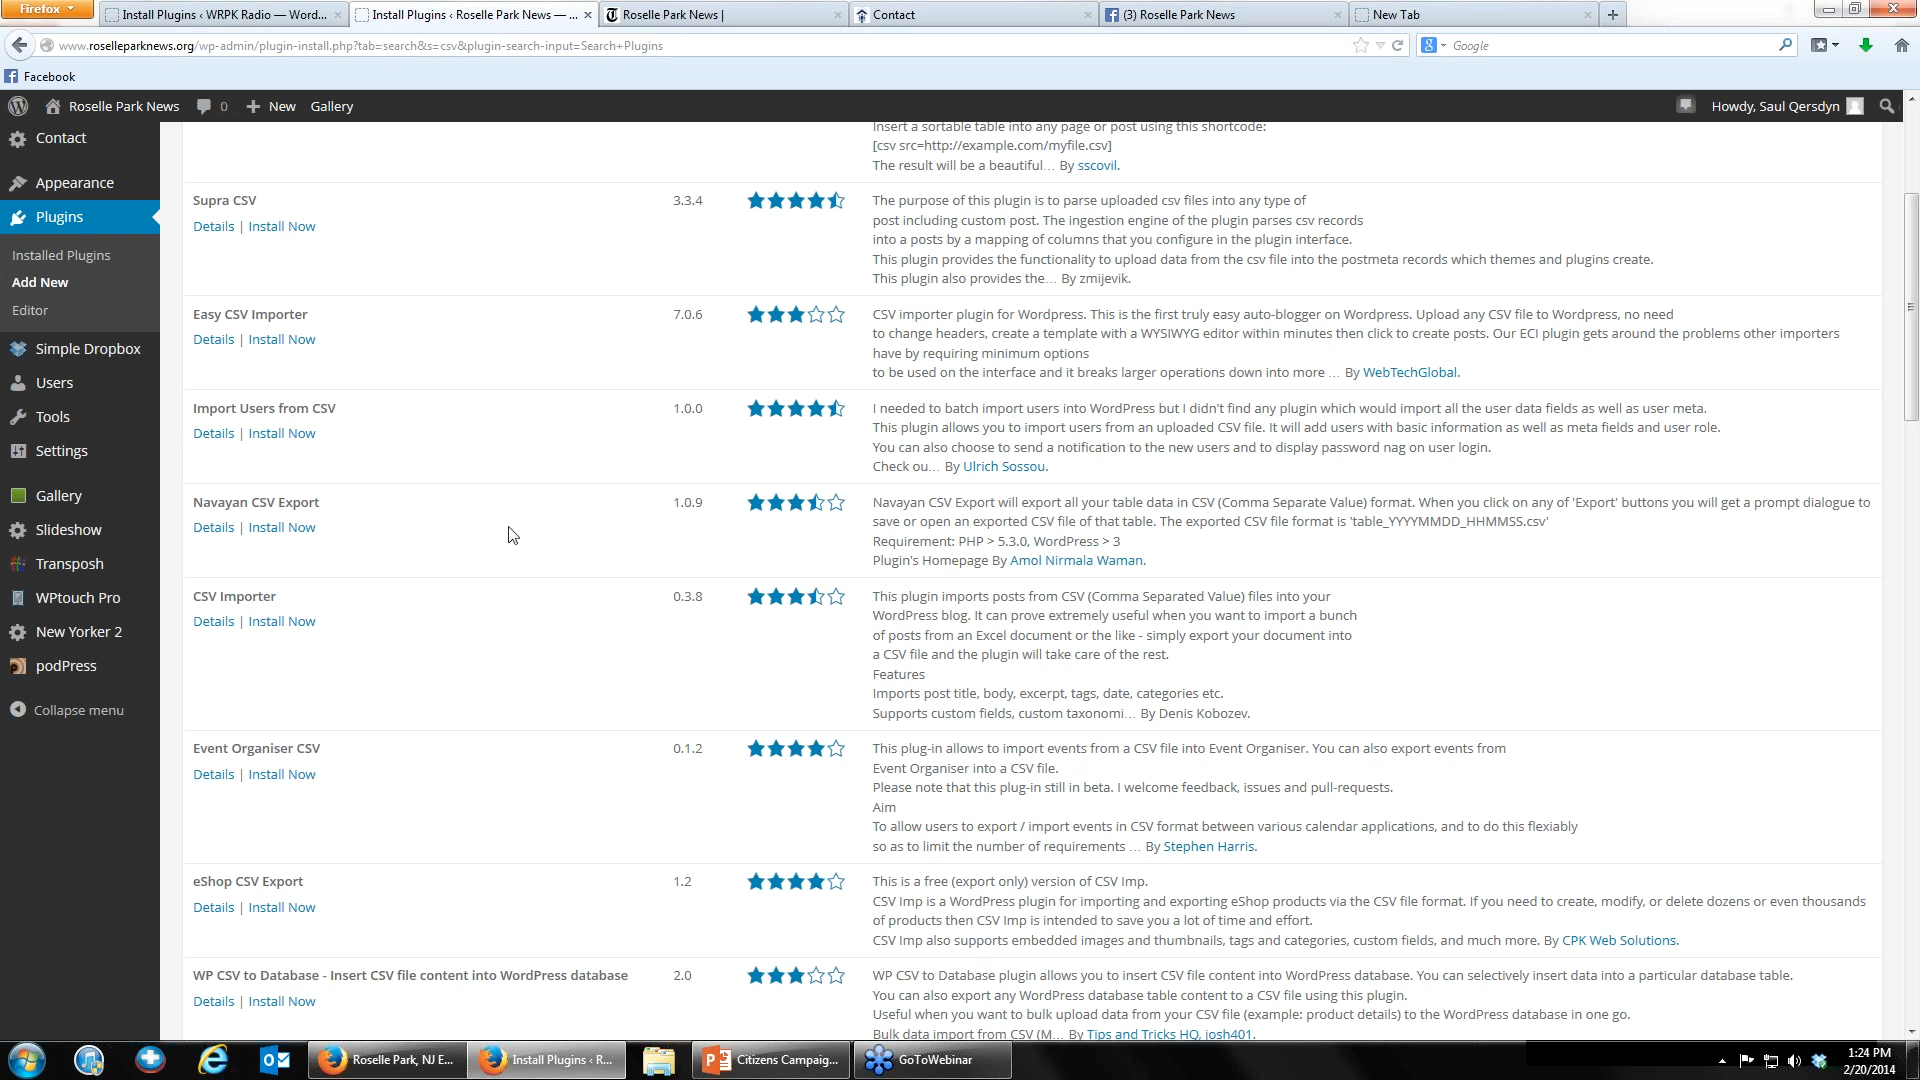 Firefox
Install Plugins ‹ WRPK Radio — Word...
Install Plugins ‹ Roselle Park News — ...
Roselle Park News |
Contact
(3) Roselle Park News
New Tab
www.roselleparknews.org/wp-admin/plugin-install.php?tab=search&s=csv&plugin-search-input=Search+Plugins
Google
Facebook
Roselle Park News
0
New
Gallery
Howdy, Saul Qersdyn
Contact
Appearance
Plugins
Installed Plugins
Add New
Editor
Simple Dropbox
Users
Tools
Settings
Gallery
Slideshow
Transposh
WPtouch Pro
New Yorker 2
podPress
Collapse menu
Insert a sortable table into any page or post using this shortcode:
[csv src=http://example.com/myfile.csv]
The result will be a beautiful… By sscovil.
Supra CSV
Details | Install Now
3.3.4
The purpose of this plugin is to parse uploaded csv files into any type of
post including custom post. The ingestion engine of the plugin parses csv records
into a posts by a mapping of columns that you configure in the plugin interface.
This plugin provides the functionality to upload data from the csv file into the postmeta records which themes and plugins create.
This plugin also provides the… By zmijevik.
Easy CSV Importer
Details | Install Now
7.0.6
CSV importer plugin for Wordpress. This is the first truly easy auto-blogger on Wordpress. Upload any CSV file to Wordpress, no need
to change headers, create a template with a WYSIWYG editor within minutes then click to create posts. Our ECI plugin gets around the problems other importers
have by requiring minimum options
to be used on the interface and it breaks larger operations down into more … By WebTechGlobal.
Import Users from CSV
Details | Install Now
1.0.0
I needed to batch import users into WordPress but I didn't find any plugin which would import all the user data fields as well as user meta.
This plugin allows you to import users from an uploaded CSV file. It will add users with basic information as well as meta fields and user role.
You can also choose to send a notification to the new users and to display password nag on user login.
Check ou… By Ulrich Sossou.
Navayan CSV Export
Details | Install Now
1.0.9
Navayan CSV Export will export all your table data in CSV (Comma Separate Value) format. When you click on any of 'Export' buttons you will get a prompt dialogue to
save or open an exported CSV file of that table. The exported CSV file format is 'table_YYYYMMDD_HHMMSS.csv'
Requirement: PHP > 5.3.0, WordPress > 3
Plugin's Homepage By Amol Nirmala Waman.
CSV Importer
Details | Install Now
0.3.8
This plugin imports posts from CSV (Comma Separated Value) files into your
WordPress blog. It can prove extremely useful when you want to import a bunch
of posts from an Excel document or the like - simply export your document into
a CSV file and the plugin will take care of the rest.
Features
Imports post title, body, excerpt, tags, date, categories etc.
Supports custom fields, custom taxonomi… By Denis Kobozev.
Event Organiser CSV
Details | Install Now
0.1.2
This plug-in allows to import events from a CSV file into Event Organiser. You can also export events from
Event Organiser into a CSV file.
Please note that this plug-in still in beta. I welcome feedback, issues and pull-requests.
Aim
To allow users to export / import events in CSV format between various calendar applications, and to do this flexiably
so as to limit the number of requirements … By Stephen Harris.
eShop CSV Export
Details | Install Now
1.2
This is a free (export only) version of CSV Imp.
CSV Imp is a WordPress plugin for importing and exporting eShop products via the CSV file format. If you need to create, modify, or delete dozens or even thousands
of products then CSV Imp is intended to save you a lot of time and effort.
CSV Imp also supports embedded images and thumbnails, tags and categories, custom fields, and much more. By CPK Web Solutions.
WP CSV to Database - Insert CSV file content into WordPress database
Details | Install Now
2.0
WP CSV to Database plugin allows you to insert CSV file content into WordPress database. You can selectively insert data into a particular database table.
You can also export any WordPress database table content to a CSV file using this plugin.
Useful when you want to bulk upload data from your CSV file (example: product details) to the WordPress database in one go.
Bulk data import from CSV (M… By Tips and Tricks HQ, josh401.
Roselle Park, NJ E...
Install Plugins ‹ R...
Citizens Campaig...
GoToWebinar
1:24 PM
2/20/2014